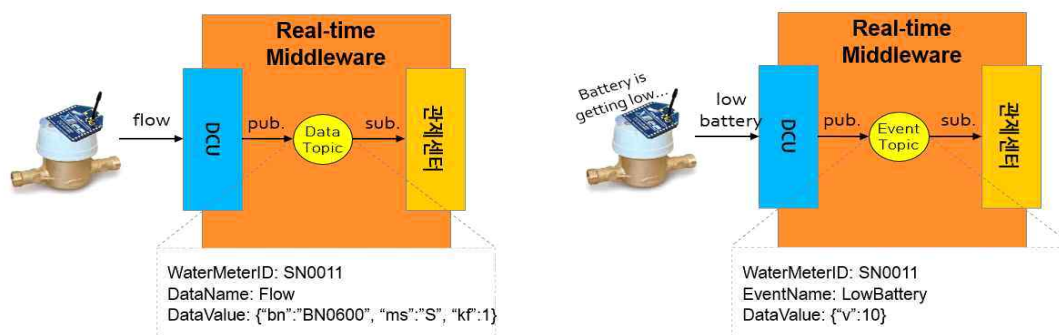 Real-time
Middleware
flow
DCU
pub.
Data
Topic
sub.
관제센터
WaterMeterID: SN0011
DataName: Flow
DataValue: {“bn”:”BN0600”, “ms”:”S”, “kf”:1}
Real-time
Middleware
Battery is
getting low...
low
battery
DCU
pub.
Event
Topic
sub.
관제센터
WaterMeterID: SN0011
EventName: LowBattery
DataValue: {“v”:10}